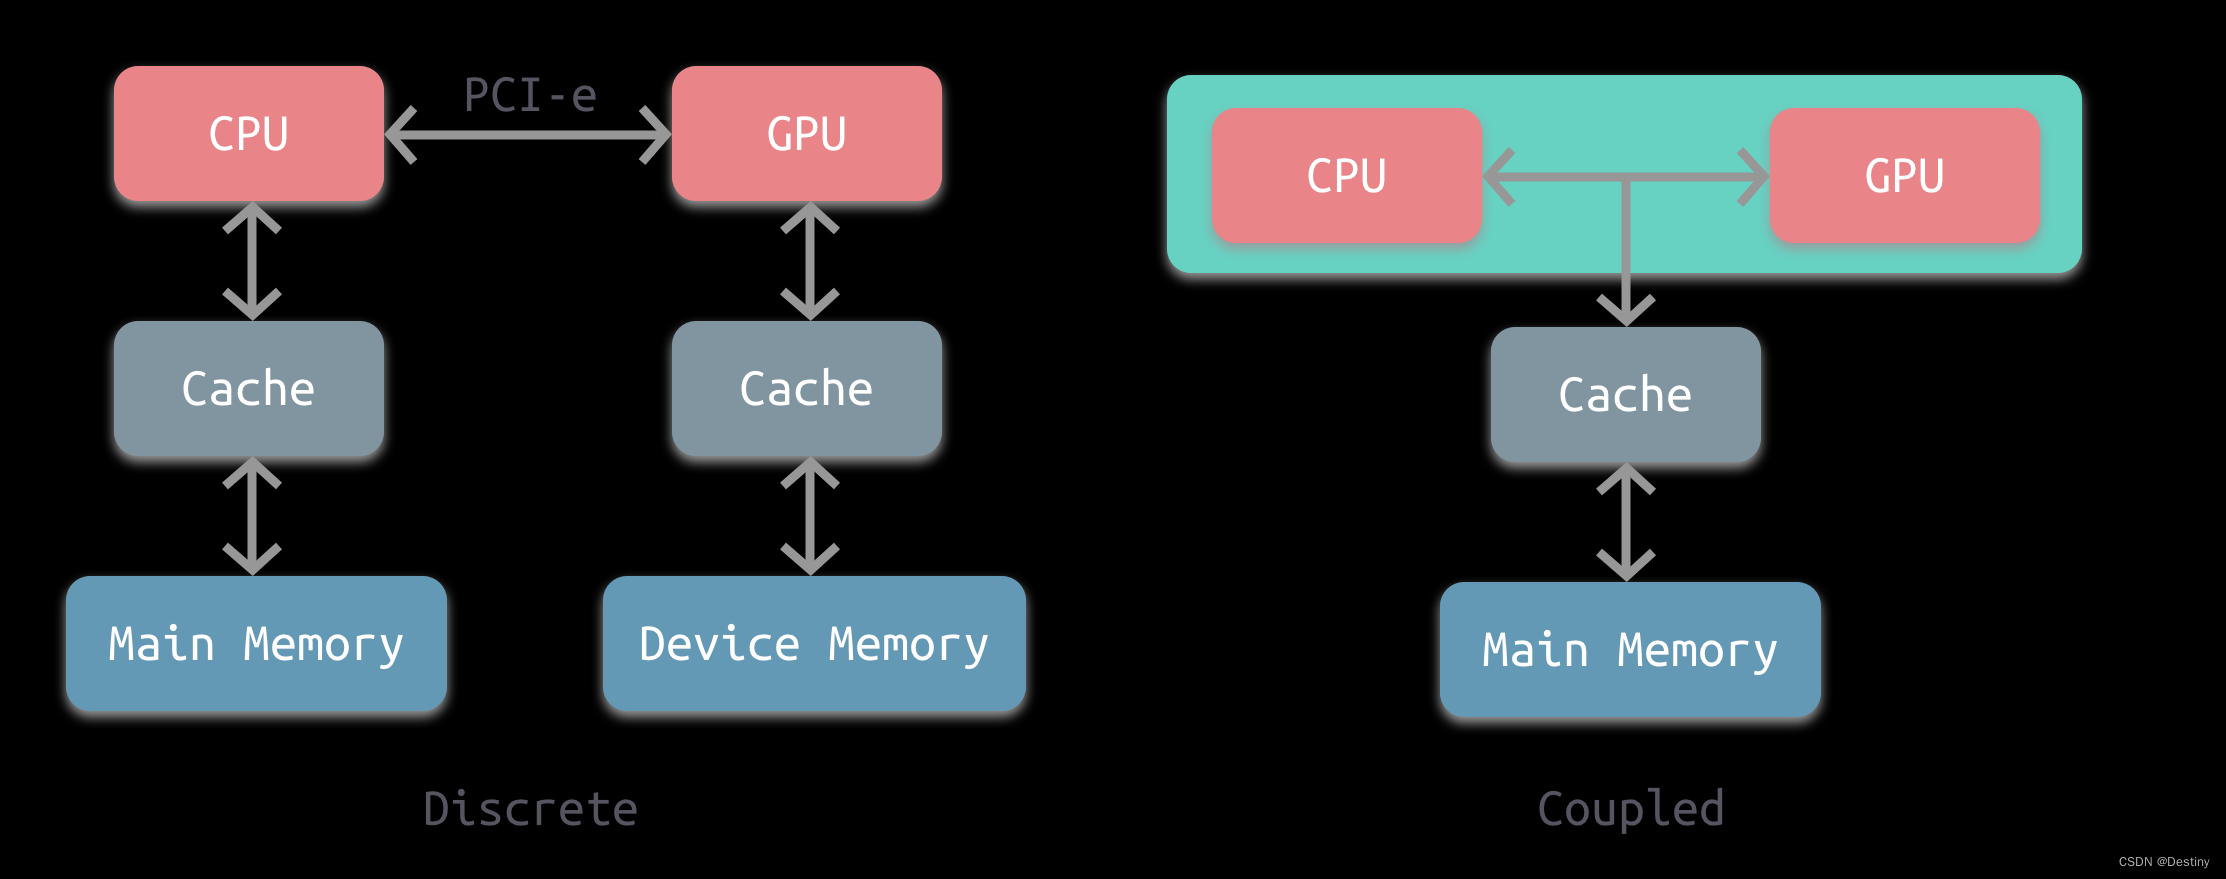 PCI-e
CPU
GPU
Cache
Cache
Main Memory
Device Memory
Discrete
CPU
GPU
Cache
Main Memory
Coupled
CSDN @Destiny